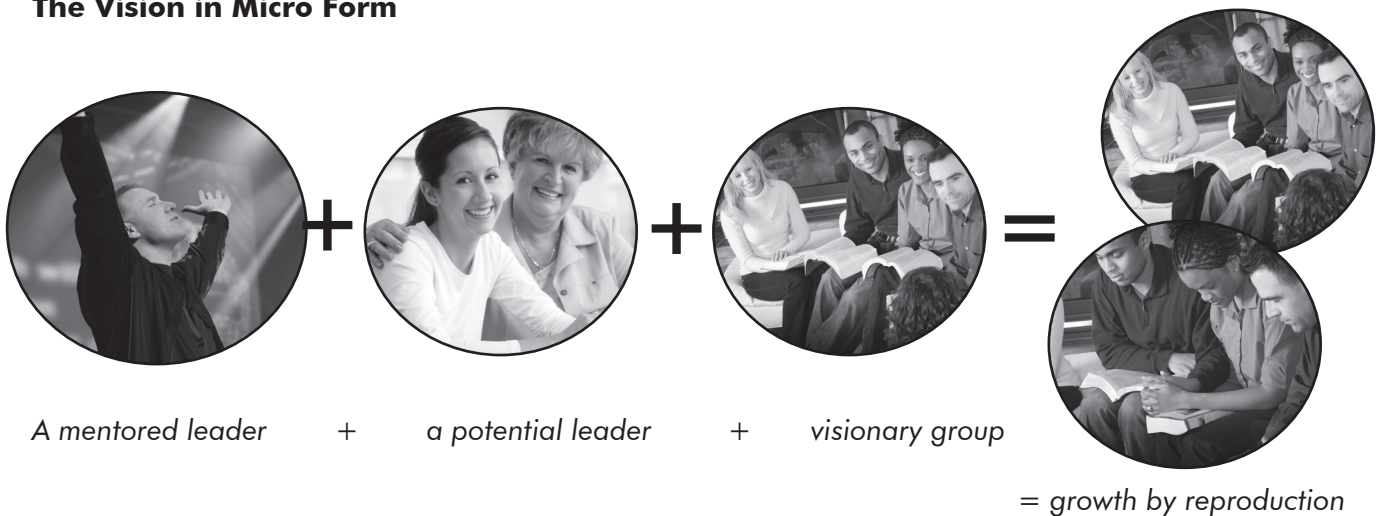 The Vision in Micro Form
+ + =
A mentored leader + a potential leader + visionary group
= growth by reproduction